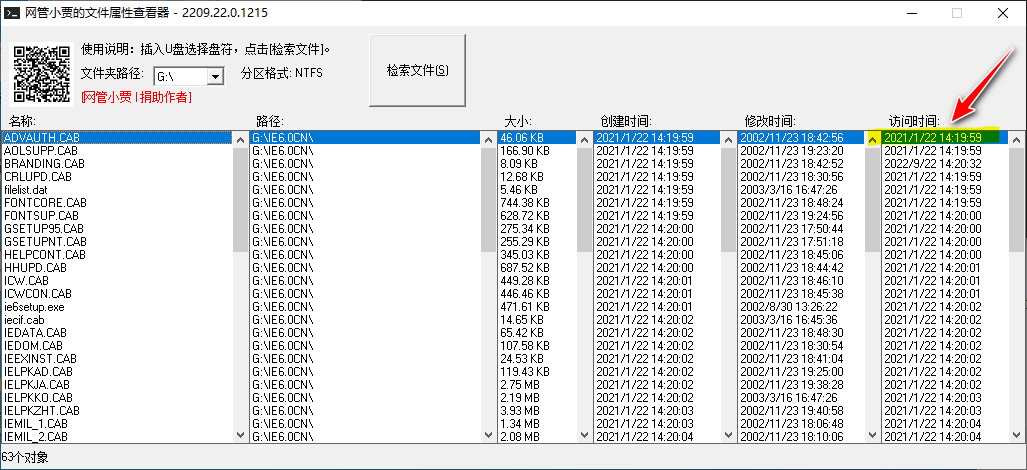 网管小贾的文件属性查看器 - 2209.22.0.1215
使用说明：插入U盘选择盘符，点击[检索文件]。
文件夹路径: G:\ 分区格式: NTFS
检索文件(S)
[网管小贾 | 捐助作者]
名称: 路径: 大小: 创建时间: 修改时间: 访问时间:
ADVAUTH.CAB G:\IE6.0CN\ 46.06 KB 2021/1/22 14:19:59 2002/11/23 18:42:56 2021/1/22 14:19:59
AOLSUPP.CAB G:\IE6.0CN\ 166.90 KB 2021/1/22 14:19:59 2002/11/23 19:23:20 2021/1/22 14:19:59
BRANDING.CAB G:\IE6.0CN\ 8.09 KB 2021/1/22 14:19:59 2002/11/23 18:42:52 2022/9/22 14:20:32
CRLUPD.CAB G:\IE6.0CN\ 12.68 KB 2021/1/22 14:19:59 2002/11/23 18:30:56 2021/1/22 14:19:59
filelist.dat G:\IE6.0CN\ 5.46 KB 2021/1/22 14:19:59 2003/3/16 16:47:26 2021/1/22 14:19:59
FONTCORE.CAB G:\IE6.0CN\ 744.38 KB 2021/1/22 14:19:59 2002/11/23 18:48:24 2021/1/22 14:19:59
FONTSUP.CAB G:\IE6.0CN\ 628.72 KB 2021/1/22 14:19:59 2002/11/23 19:24:56 2021/1/22 14:20:00
GSETUP95.CAB G:\IE6.0CN\ 275.34 KB 2021/1/22 14:20:00 2002/11/23 17:50:44 2021/1/22 14:20:00
GSETUPNT.CAB G:\IE6.0CN\ 255.29 KB 2021/1/22 14:20:00 2002/11/23 17:51:18 2021/1/22 14:20:00
HELPCONT.CAB G:\IE6.0CN\ 345.03 KB 2021/1/22 14:20:00 2002/11/23 18:45:06 2021/1/22 14:20:00
HHUPD.CAB G:\IE6.0CN\ 687.52 KB 2021/1/22 14:20:00 2002/11/23 18:44:42 2021/1/22 14:20:01
ICW.CAB G:\IE6.0CN\ 449.28 KB 2021/1/22 14:20:01 2002/11/23 18:46:10 2021/1/22 14:20:01
ICWCON.CAB G:\IE6.0CN\ 446.46 KB 2021/1/22 14:20:01 2002/11/23 18:45:38 2021/1/22 14:20:01
ie6setup.exe G:\IE6.0CN\ 471.61 KB 2021/1/22 14:20:01 2002/8/30 13:26:22 2021/1/22 14:20:02
iecif.cab G:\IE6.0CN\ 14.65 KB 2021/1/22 14:20:02 2003/3/16 16:45:36 2021/1/22 14:20:02
IEDATA.CAB G:\IE6.0CN\ 65.42 KB 2021/1/22 14:20:02 2002/11/23 18:48:30 2021/1/22 14:20:02
IEDOM.CAB G:\IE6.0CN\ 107.58 KB 2021/1/22 14:20:02 2002/11/23 18:30:54 2021/1/22 14:20:02
IEEXINST.CAB G:\IE6.0CN\ 24.53 KB 2021/1/22 14:20:02 2002/11/23 18:41:04 2021/1/22 14:20:02
IELPKAD.CAB G:\IE6.0CN\ 119.43 KB 2021/1/22 14:20:02 2002/11/23 19:25:00 2021/1/22 14:20:02
IELPKJA.CAB G:\IE6.0CN\ 2.75 MB 2021/1/22 14:20:02 2002/11/23 19:38:28 2021/1/22 14:20:02
IELPKKO.CAB G:\IE6.0CN\ 2.19 MB 2021/1/22 14:20:02 2003/3/16 16:47:26 2021/1/22 14:20:03
IELPKZHT.CAB G:\IE6.0CN\ 3.93 MB 2021/1/22 14:20:03 2002/11/23 19:40:58 2021/1/22 14:20:03
IEMIL_1.CAB G:\IE6.0CN\ 1.34 MB 2021/1/22 14:20:03 2002/11/23 18:06:48 2021/1/22 14:20:04
IEMIL_2.CAB G:\IE6.0CN\ 2.08 MB 2021/1/22 14:20:04 2002/11/23 18:10:06 2021/1/22 14:20:04
63个对象